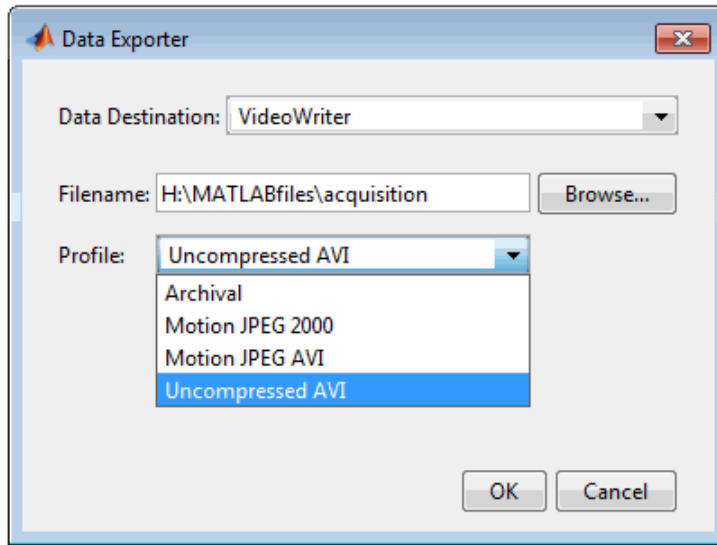 Data Exporter
Data Destination: VideoWriter
Filename: H:\MATLABfiles\acquisition Browse...
Profile: Uncompressed AVI
Archival
Motion JPEG 2000
Motion JPEG AVI
Uncompressed AVI
OK Cancel